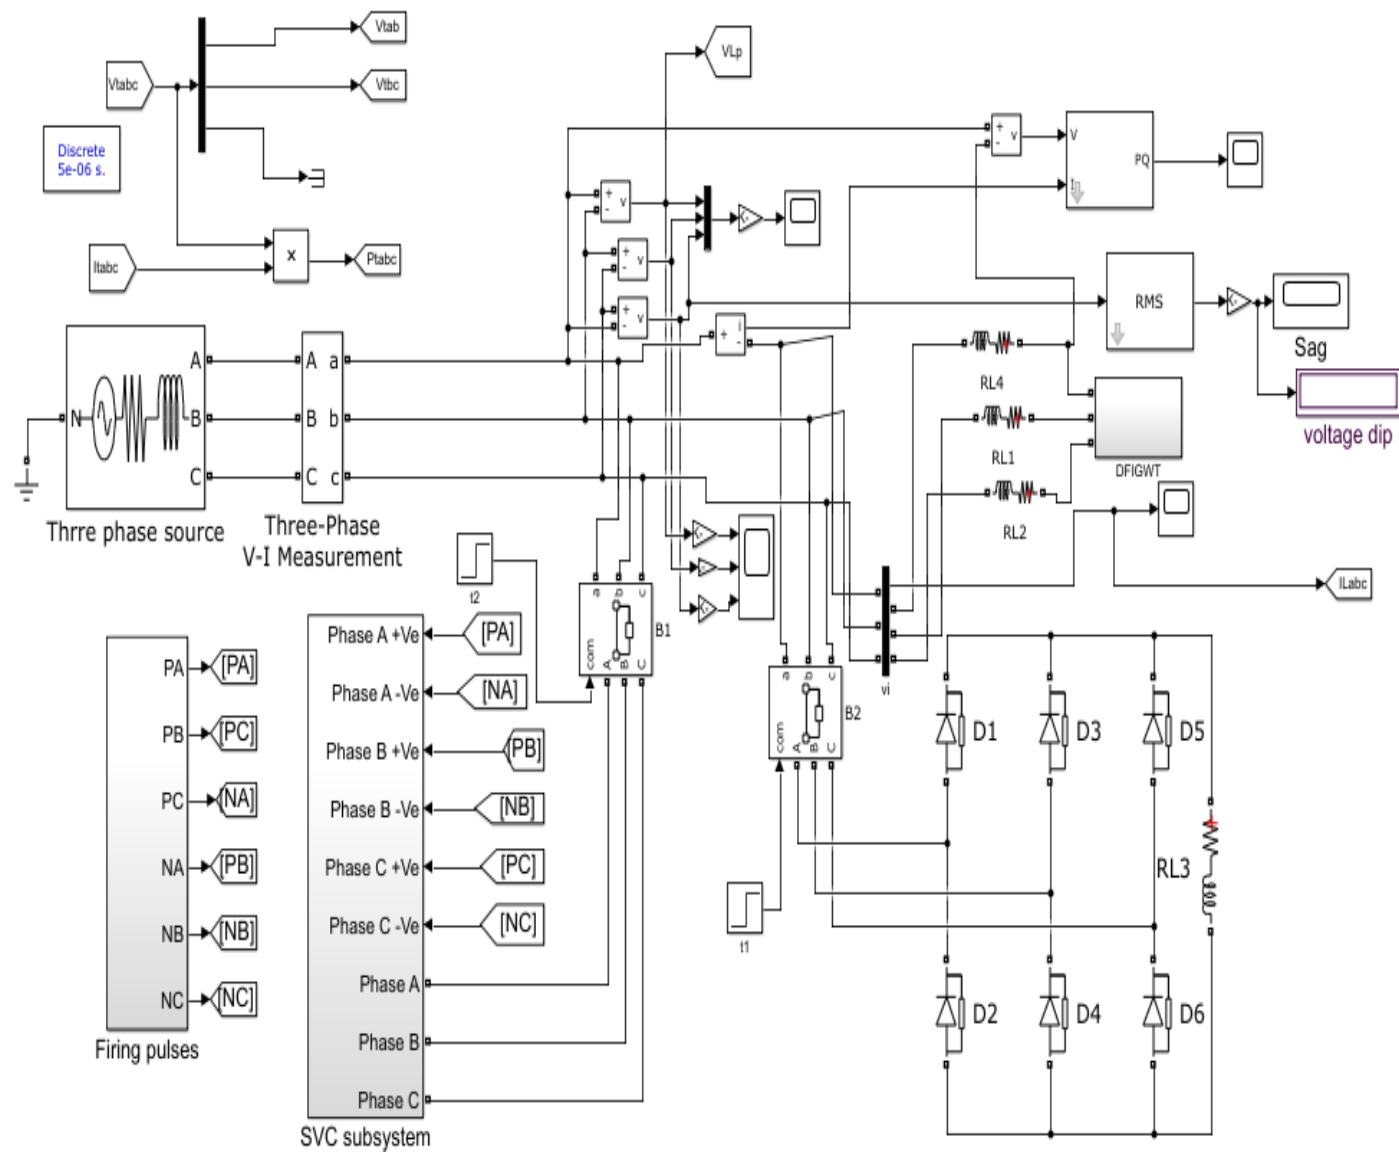 Vtab
VLp
Vtabc
Vtbc
+
-
v
V
PQ
I
Discrete
5e-06 s.
+
-
v
x
Itabc
Ptabc
+
-
v
+
-
v
+
i
-
RMS
Sag
voltage dip
N
A
B
C
A
B
C
a
b
c
RL4
RL1
RL2
DFIGWT
Thrre phase source
Three-Phase
V-I Measurement
t2
a
b
c
com
A
B
C
B1
ILabc
vi.
a
b
c
com
A
B
C
B2
t1
Phase A +Ve
[PA]
Phase A -Ve
[NA]
Phase B +Ve
[PB]
Phase B -Ve
[NB]
Phase C +Ve
[PC]
Phase C -Ve
[NC]
Phase A
Phase B
Phase C
SVC subsystem
PA
[PA]
PB
[PC]
PC
[NA]
NA
[PB]
NB
[NB]
NC
[NC]
Firing pulses
D1
D3
D5
RL3
D2
D4
D6